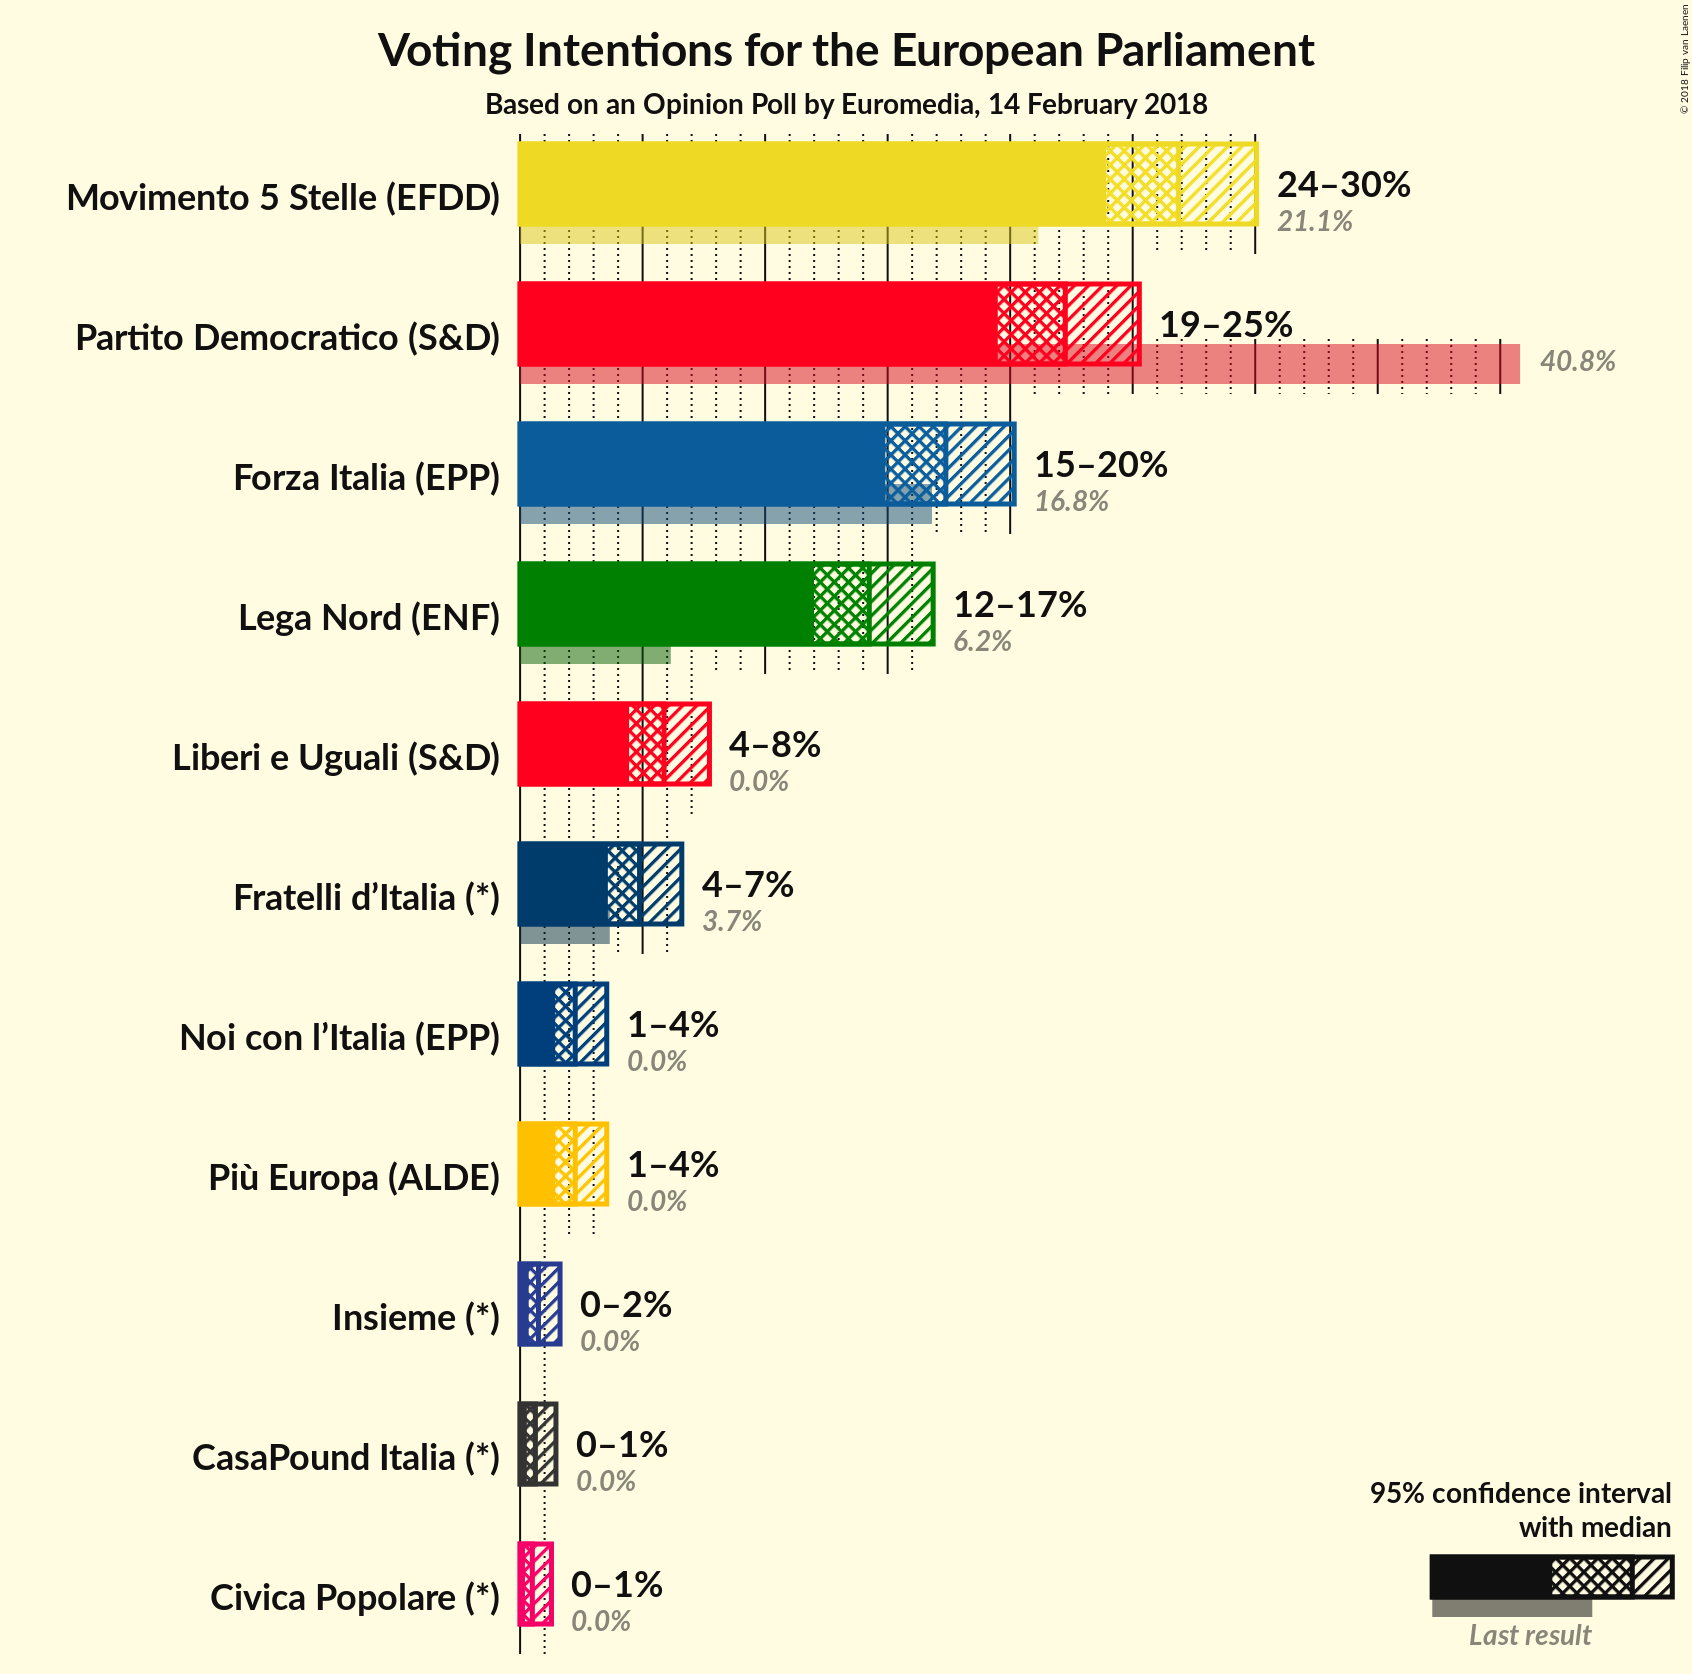 Voting Intentions for the European Parliament
Based on an Opinion Poll by Euromedia, 14 February 2018
© 2018 Filip van Laenen
Movimento 5 Stelle (EFDD)
24–30%
21.1%
Partito Democratico (S&D)
19–25%
40.8%
Forza Italia (EPP)
15–20%
16.8%
Lega Nord (ENF)
12–17%
6.2%
Liberi e Uguali (S&D)
4–8%
0.0%
Fratelli d’Italia (*)
4–7%
3.7%
Noi con l’Italia (EPP)
1–4%
0.0%
Più Europa (ALDE)
1–4%
0.0%
Insieme (*)
0–2%
0.0%
CasaPound Italia (*)
0–1%
0.0%
Civica Popolare (*)
0–1%
0.0%
95% confidence interval
with median
Last result